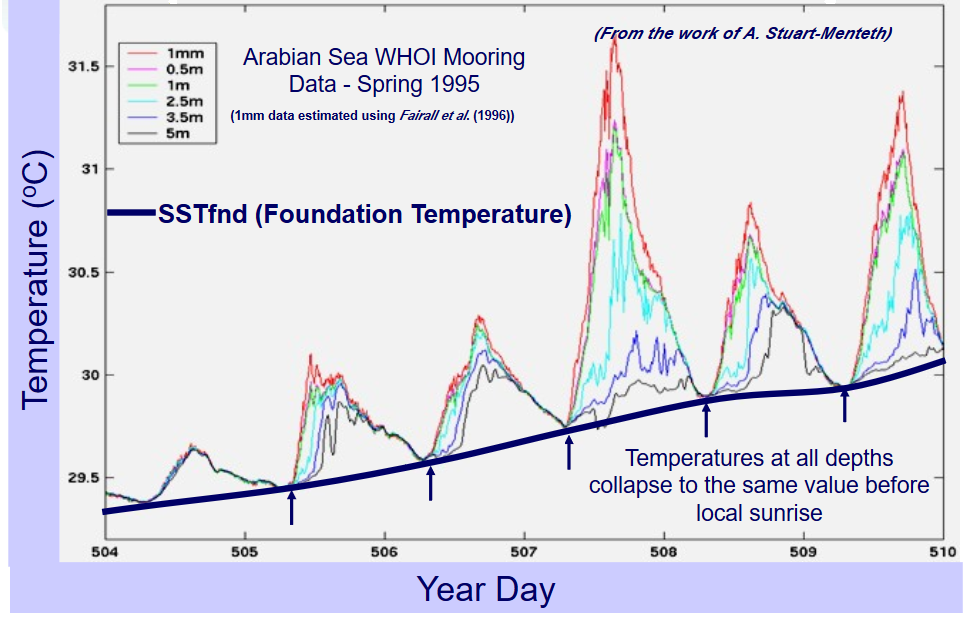 (From the work of A. Stuart-Menteth)
Arabian Sea WHOI Mooring
Data - Spring 1995
(1mm data estimated using Fairall et al. (1996))
1mm
0.5m
1m
2.5m
3.5m
5m
SSTfnd (Foundation Temperature)
Temperature (ºC)
31.5
31
30.5
30
29.5
Temperatures at all depths
collapse to the same value before
local sunrise
504 505 506 507 508 509 510
Year Day